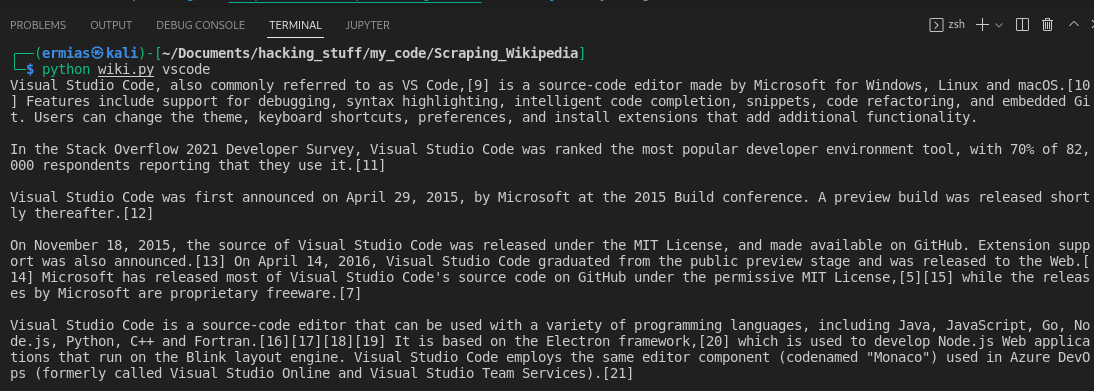 PROBLEMS OUTPUT DEBUG CONSOLE TERMINAL JUPYTER zsh
(ermias㉿kali)-[~/Documents/hacking_stuff/my_code/Scraping_Wikipedia]
$ python wiki.py vscode
Visual Studio Code, also commonly referred to as VS Code,[9] is a source-code editor made by Microsoft for Windows, Linux and macOS.[10
] Features include support for debugging, syntax highlighting, intelligent code completion, snippets, code refactoring, and embedded Gi
t. Users can change the theme, keyboard shortcuts, preferences, and install extensions that add additional functionality.
In the Stack Overflow 2021 Developer Survey, Visual Studio Code was ranked the most popular developer environment tool, with 70% of 82,
000 respondents reporting that they use it.[11]
Visual Studio Code was first announced on April 29, 2015, by Microsoft at the 2015 Build conference. A preview build was released short
ly thereafter.[12]
On November 18, 2015, the source of Visual Studio Code was released under the MIT License, and made available on GitHub. Extension supp
ort was also announced.[13] On April 14, 2016, Visual Studio Code graduated from the public preview stage and was released to the Web.[
14] Microsoft has released most of Visual Studio Code's source code on GitHub under the permissive MIT License,[5][15] while the releas
es by Microsoft are proprietary freeware.[7]
Visual Studio Code is a source-code editor that can be used with a variety of programming languages, including Java, JavaScript, Go, No
de.js, Python, C++ and Fortran.[16][17][18][19] It is based on the Electron framework,[20] which is used to develop Node.js Web applica
tions that run on the Blink layout engine. Visual Studio Code employs the same editor component (codenamed "Monaco") used in Azure DevO
ps (formerly called Visual Studio Online and Visual Studio Team Services).[21]